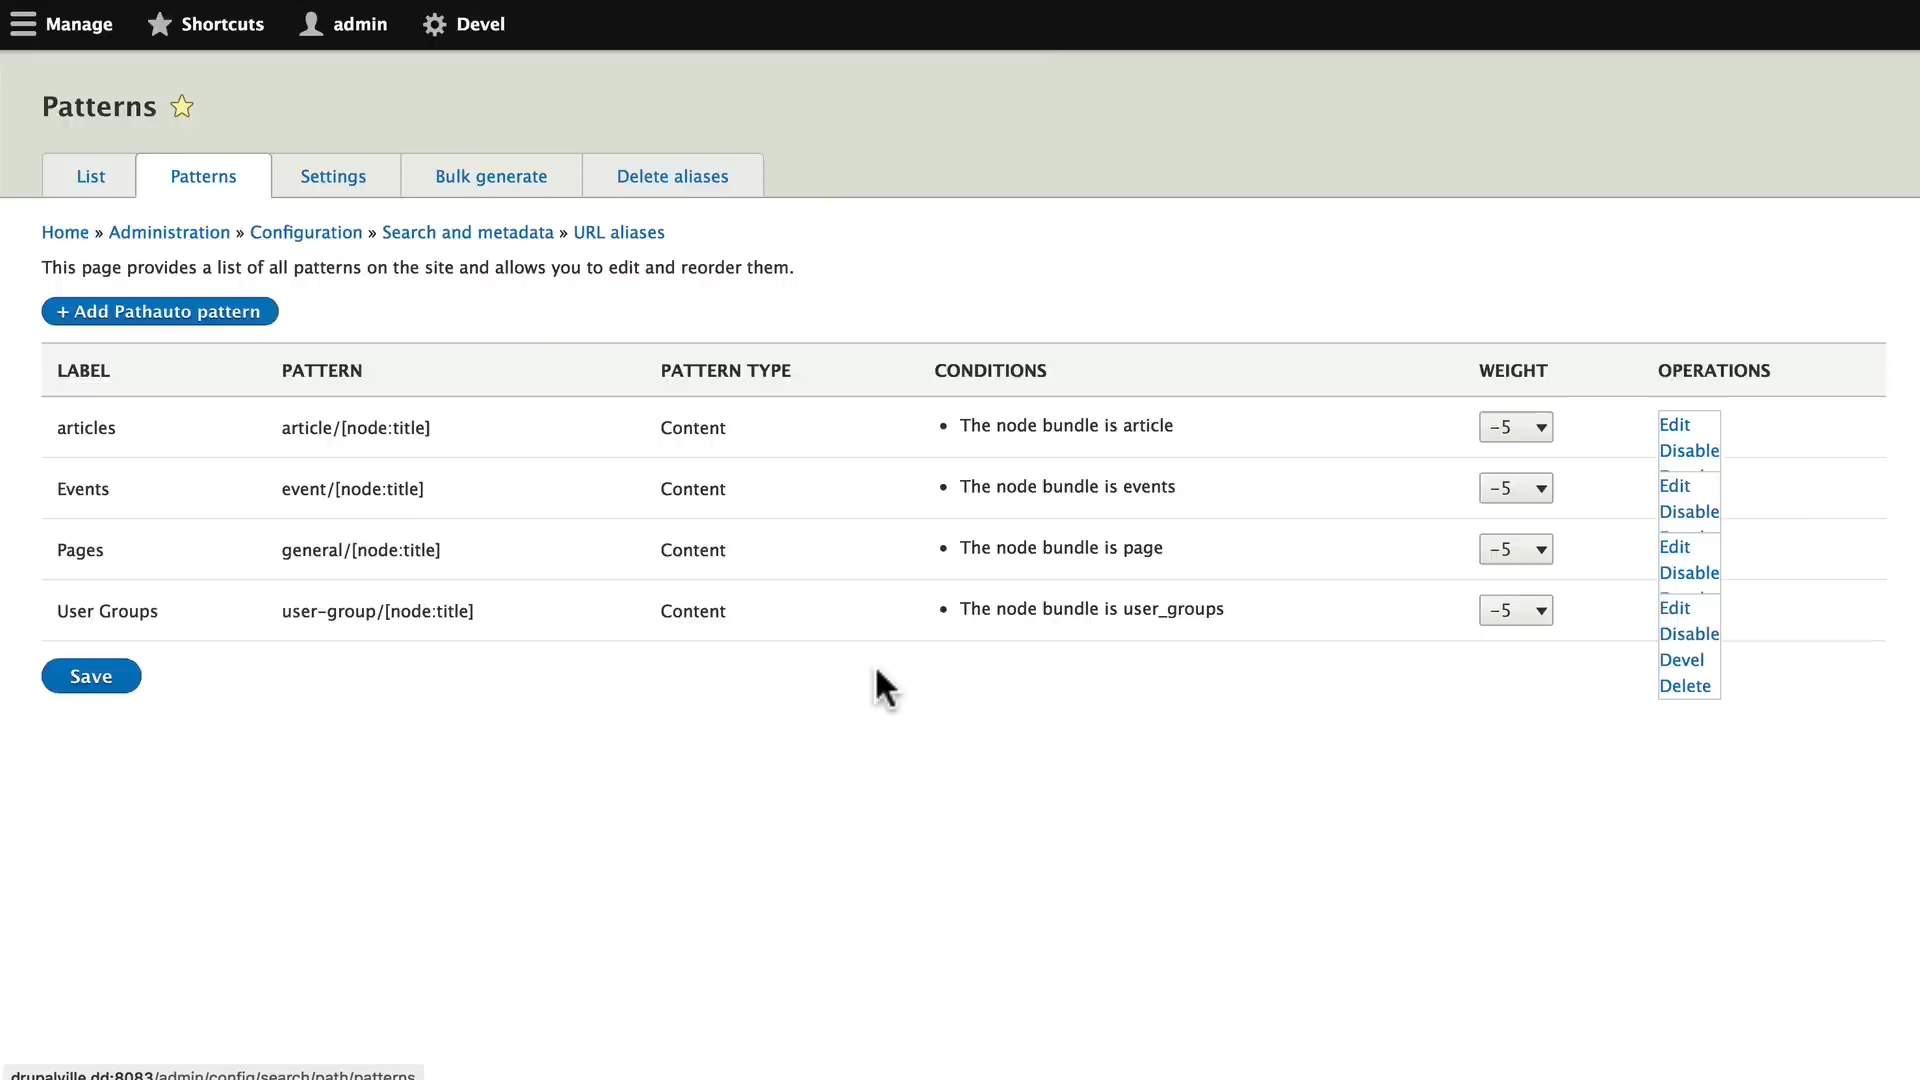 Manage Shortcuts admin Devel
Patterns
List Patterns Settings Bulk generate Delete aliases
Home » Administration » Configuration » Search and metadata » URL aliases
This page provides a list of all patterns on the site and allows you to edit and reorder them.
+ Add Pathauto pattern
LABEL PATTERN PATTERN TYPE CONDITIONS WEIGHT OPERATIONS
articles article/[node:title] Content • The node bundle is article -5 Edit
Disable
Events event/[node:title] Content • The node bundle is events -5 Edit
Disable
Pages general/[node:title] Content • The node bundle is page -5 Edit
Disable
User Groups user-group/[node:title] Content • The node bundle is user_groups -5 Edit
Disable
Devel
Delete
Save
drupalville.dd:8083/admin/config/search/path/patterns